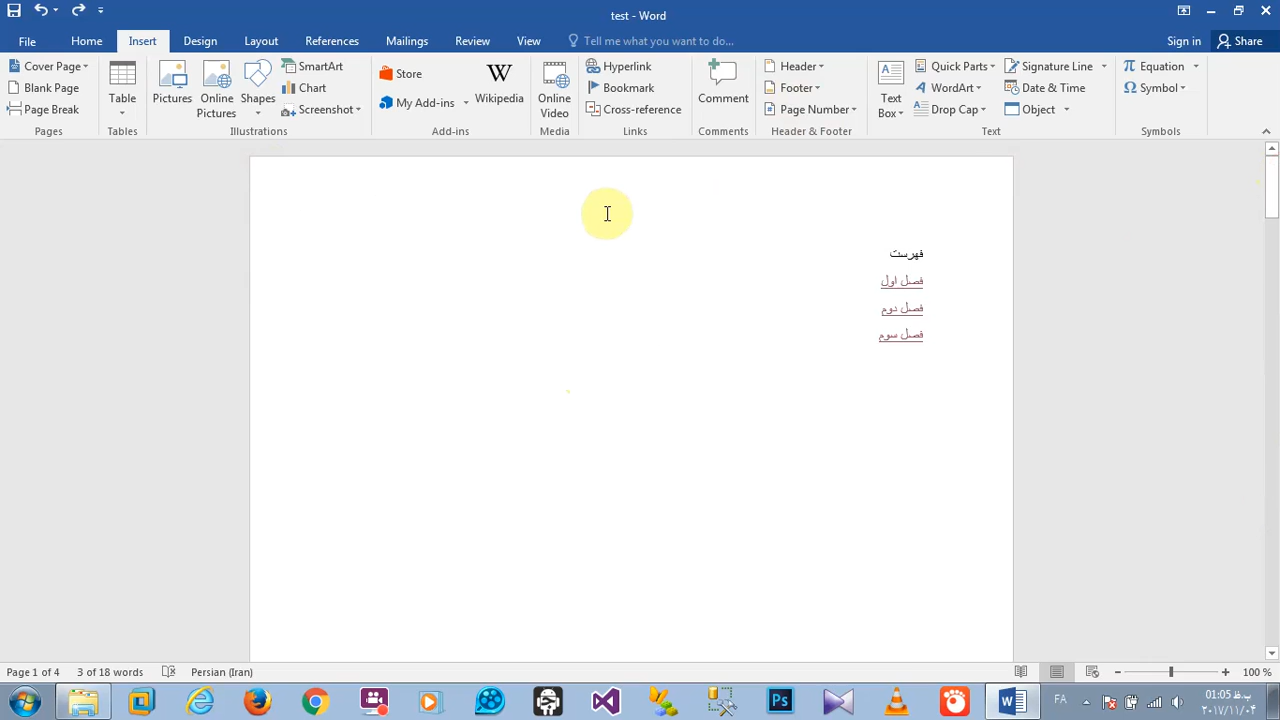 test - Word
File Home Insert Design Layout References Mailings Review View Tell me what you want to do... Sign in Share
Cover Page
Blank Page
Page Break
Pages
Table
Tables
Pictures
Online Pictures
Shapes
SmartArt
Chart
Screenshot
Illustrations
Store
My Add-ins
Wikipedia
Add-ins
Online Video
Media
Hyperlink
Bookmark
Cross-reference
Links
Comment
Comments
Header
Footer
Page Number
Header & Footer
Text Box
Quick Parts
WordArt
Drop Cap
Signature Line
Date & Time
Object
Text
Equation
Symbol
Symbols
فهرست
فصل اول
فصل دوم
فصل سوم
Page 1 of 4 3 of 18 words Persian (Iran) 100 %
FA
01:05 ب.ظ
۲۰۱۷/۱۱/۰۴